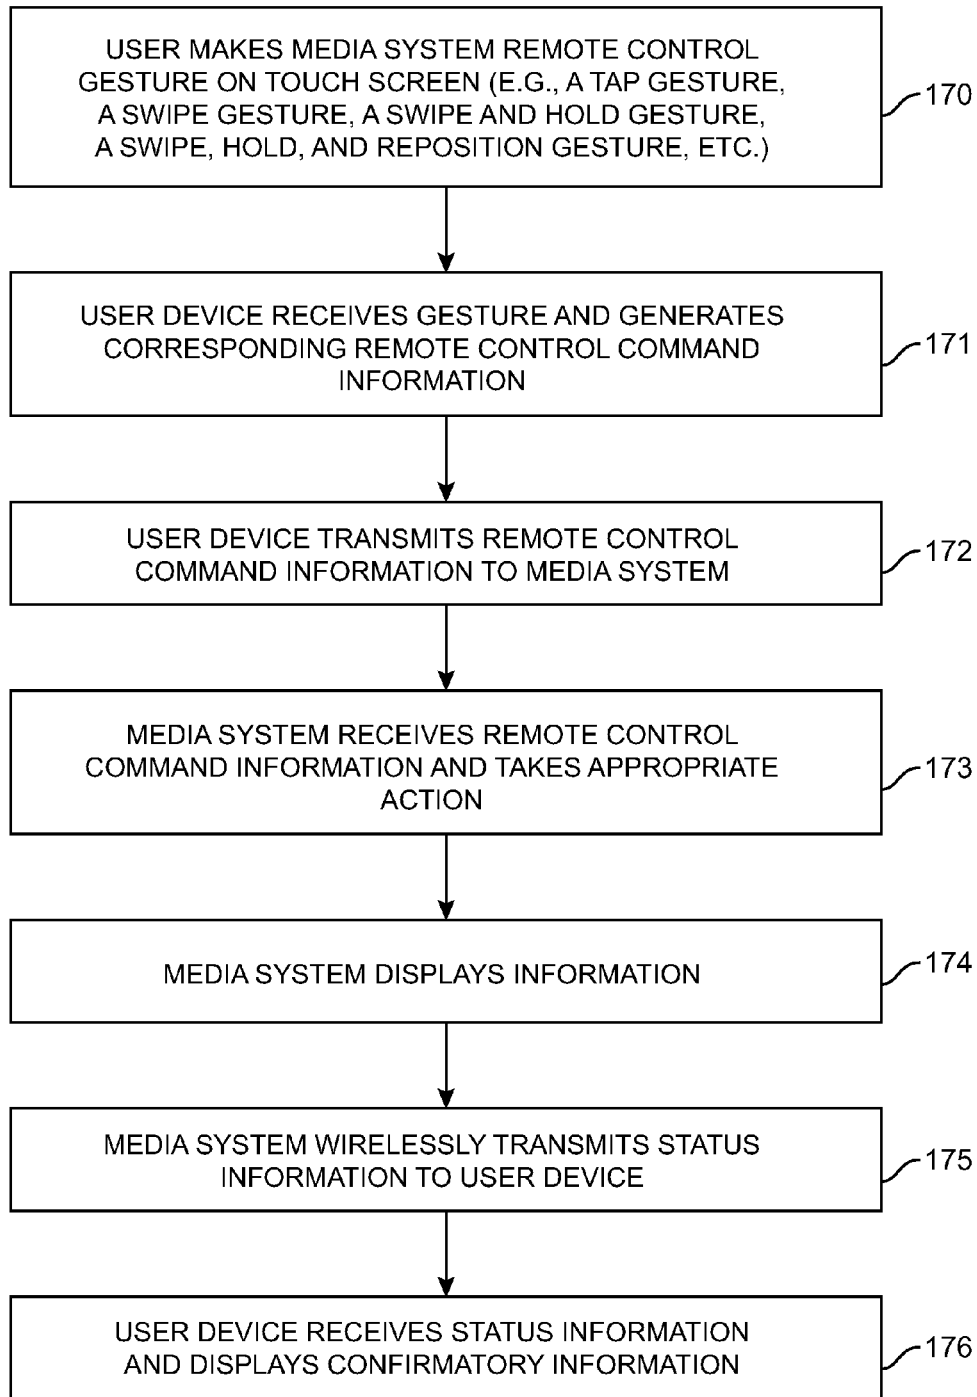 USER MAKES MEDIA SYSTEM REMOTE CONTROL
GESTURE ON TOUCH SCREEN (E.G., A TAP GESTURE,
A SWIPE GESTURE, A SWIPE AND HOLD GESTURE,
A SWIPE, HOLD, AND REPOSITION GESTURE, ETC.)
170
USER DEVICE RECEIVES GESTURE AND GENERATES
CORRESPONDING REMOTE CONTROL COMMAND
INFORMATION
171
USER DEVICE TRANSMITS REMOTE CONTROL
COMMAND INFORMATION TO MEDIA SYSTEM
172
MEDIA SYSTEM RECEIVES REMOTE CONTROL
COMMAND INFORMATION AND TAKES APPROPRIATE
ACTION
173
MEDIA SYSTEM DISPLAYS INFORMATION
174
MEDIA SYSTEM WIRELESSLY TRANSMITS STATUS
INFORMATION TO USER DEVICE
175
USER DEVICE RECEIVES STATUS INFORMATION
AND DISPLAYS CONFIRMATORY INFORMATION
176